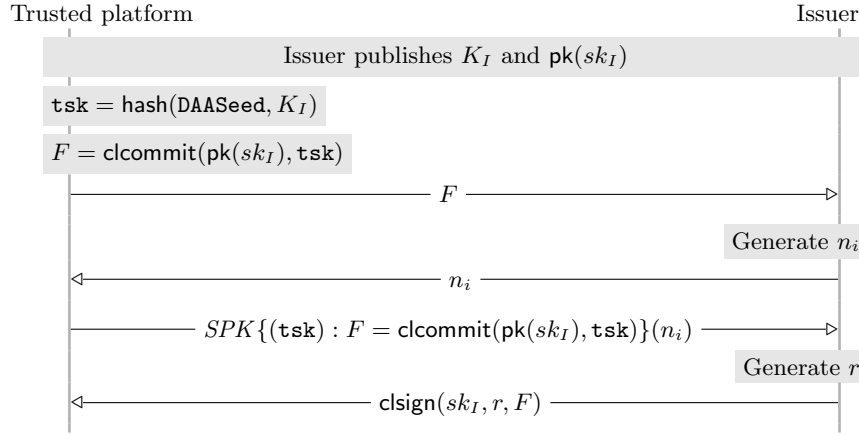 Trusted platform Issuer
Issuer publishes K_I and pk(sk_I)
tsk = hash(DAASeed, K_I)
F = clcommit(pk(sk_I), tsk)
F
Generate n_i
n_i
SPK{(tsk) : F = clcommit(pk(sk_I), tsk)}(n_i)
Generate r
clsign(sk_I, r, F)